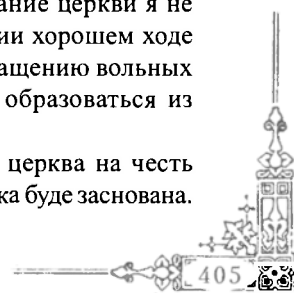 ание церкви я не
ии хорошем ходе
ащению вольных
образоваться из
церква на честь
ка буде заснована.
405